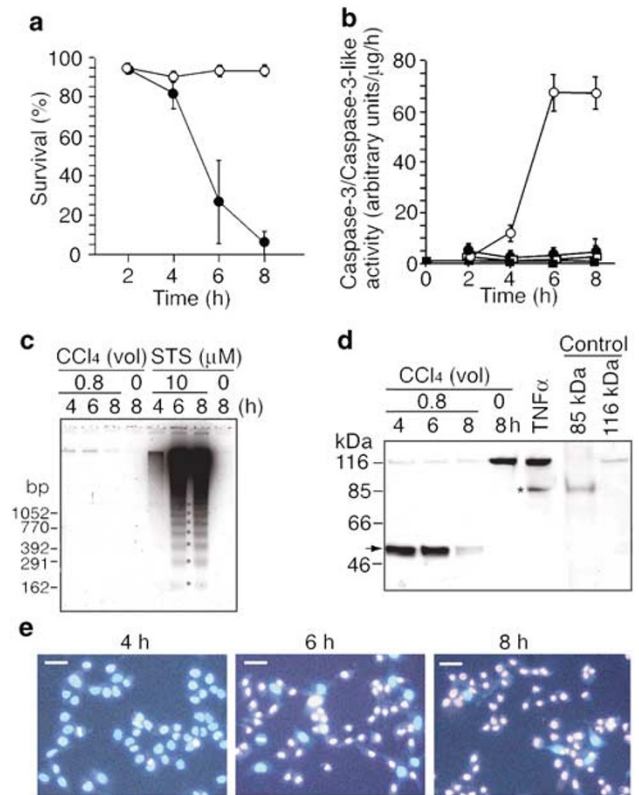 a
100
80
60
40
20
0
Survival (%)
2 4 6 8
Time (h)
b
80
60
40
20
0
Caspase-3/Caspase-3-like
activity (arbitrary units/μg/h)
0 2 4 6 8
Time (h)
c
CCl4 (vol) STS (μM)
0.8 0 10 0
4 6 8 8 4 6 8 8 (h)
bp
1052
770
392
291
162
d
Control
CCl4 (vol)
0.8 0
4 6 8 8 h
TNFα
85 kDa
116 kDa
kDa
116
85
*
66
46
e
4 h 6 h 8 h